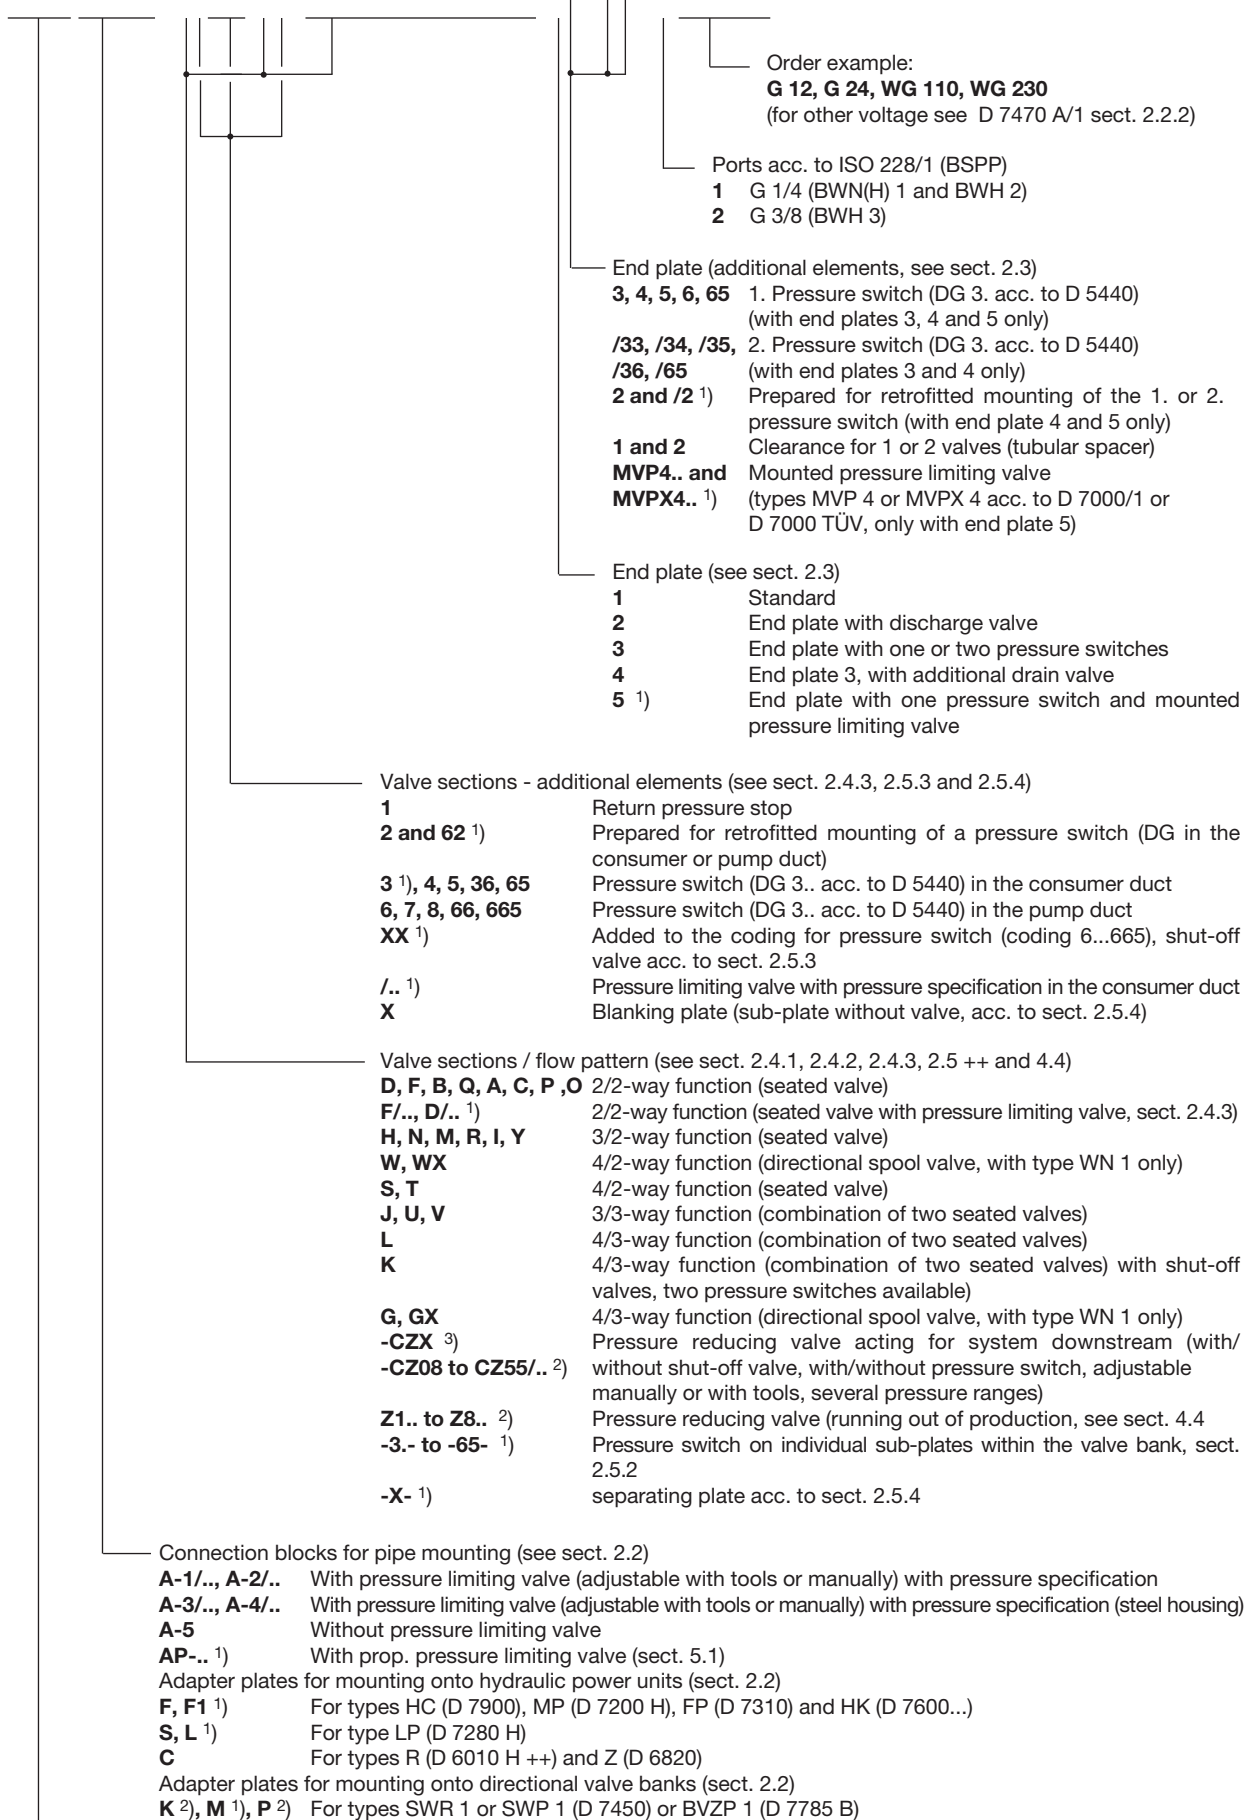 Order example:
G 12, G 24, WG 110, WG 230
(for other voltage see D 7470 A/1 sect. 2.2.2)
Ports acc. to ISO 228/1 (BSPP)
1 G 1/4 (BWN(H) 1 and BWH 2)
2 G 3/8 (BWH 3)
End plate (additional elements, see sect. 2.3)
3, 4, 5, 6, 65 1. Pressure switch (DG 3. acc. to D 5440)
(with end plates 3, 4 and 5 only)
/33, /34, /35, 2. Pressure switch (DG 3. acc. to D 5440)
/36, /65 (with end plates 3 and 4 only)
2 and /2 1) Prepared for retrofitted mounting of the 1. or 2.
pressure switch (with end plate 4 and 5 only)
1 and 2 Clearance for 1 or 2 valves (tubular spacer)
MVP4.. and Mounted pressure limiting valve
MVPX4.. 1) (types MVP 4 or MVPX 4 acc. to D 7000/1 or
D 7000 TÜV, only with end plate 5)
End plate (see sect. 2.3)
1 Standard
2 End plate with discharge valve
3 End plate with one or two pressure switches
4 End plate 3, with additional drain valve
5 1) End plate with one pressure switch and mounted
pressure limiting valve
Valve sections - additional elements (see sect. 2.4.3, 2.5.3 and 2.5.4)
1 Return pressure stop
2 and 62 1) Prepared for retrofitted mounting of a pressure switch (DG in the
consumer or pump duct)
3 1), 4, 5, 36, 65 Pressure switch (DG 3.. acc. to D 5440) in the consumer duct
6, 7, 8, 66, 665 Pressure switch (DG 3.. acc. to D 5440) in the pump duct
XX 1) Added to the coding for pressure switch (coding 6...665), shut-off
valve acc. to sect. 2.5.3
/.. 1) Pressure limiting valve with pressure specification in the consumer duct
X Blanking plate (sub-plate without valve, acc. to sect. 2.5.4)
Valve sections / flow pattern (see sect. 2.4.1, 2.4.2, 2.4.3, 2.5 ++ and 4.4)
D, F, B, Q, A, C, P ,O 2/2-way function (seated valve)
F/.., D/.. 1) 2/2-way function (seated valve with pressure limiting valve, sect. 2.4.3)
H, N, M, R, I, Y 3/2-way function (seated valve)
W, WX 4/2-way function (directional spool valve, with type WN 1 only)
S, T 4/2-way function (seated valve)
J, U, V 3/3-way function (combination of two seated valves)
L 4/3-way function (combination of two seated valves)
K 4/3-way function (combination of two seated valves) with shut-off
valves, two pressure switches available)
G, GX 4/3-way function (directional spool valve, with type WN 1 only)
-CZX 3) Pressure reducing valve acting for system downstream (with/
-CZ08 to CZ55/.. 2) without shut-off valve, with/without pressure switch, adjustable
manually or with tools, several pressure ranges)
Z1.. to Z8.. 2) Pressure reducing valve (running out of production, see sect. 4.4
-3.- to -65- 1) Pressure switch on individual sub-plates within the valve bank, sect.
2.5.2
-X- 1) separating plate acc. to sect. 2.5.4
Connection blocks for pipe mounting (see sect. 2.2)
A-1/.., A-2/.. With pressure limiting valve (adjustable with tools or manually) with pressure specification
A-3/.., A-4/.. With pressure limiting valve (adjustable with tools or manually) with pressure specification (steel housing)
A-5 Without pressure limiting valve
AP-.. 1) With prop. pressure limiting valve (sect. 5.1)
Adapter plates for mounting onto hydraulic power units (sect. 2.2)
F, F1 1) For types HC (D 7900), MP (D 7200 H), FP (D 7310) and HK (D 7600...)
S, L 1) For type LP (D 7280 H)
C For types R (D 6010 H ++) and Z (D 6820)
Adapter plates for mounting onto directional valve banks (sect. 2.2)
K 2), M 1), P 2) For types SWR 1 or SWP 1 (D 7450) or BVZP 1 (D 7785 B)